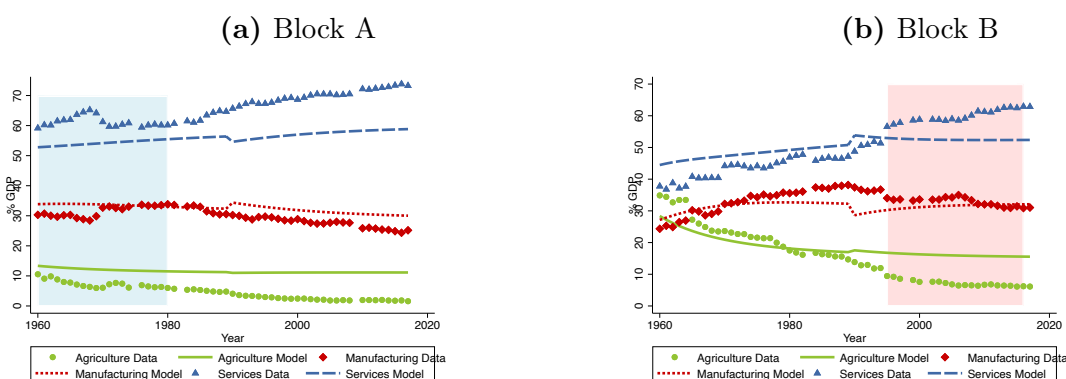 (a) Block A
(b) Block B
% GDP
0 10 20 30 40 50 60 70
1960 1980 2000 2020
Year
Agriculture Data Agriculture Model Manufacturing Data
Manufacturing Model Services Data Services Model
% GDP
0 10 20 30 40 50 60 70
1960 1980 2000 2020
Year
Agriculture Data Agriculture Model Manufacturing Data
Manufacturing Model Services Data Services Model